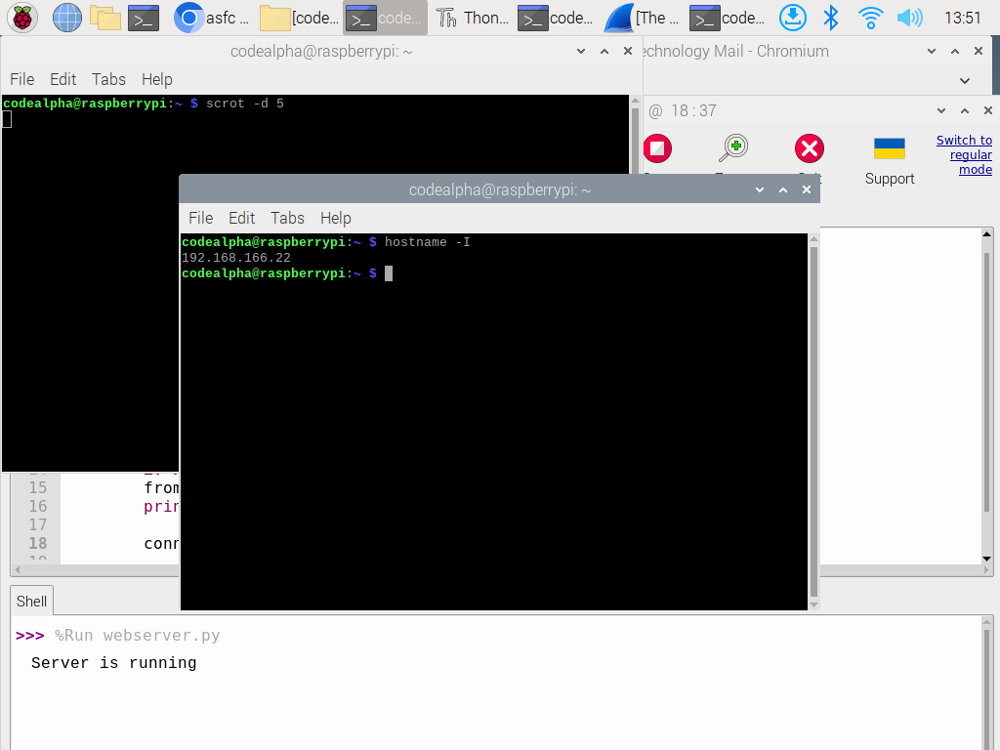 asfc ...
[code...
code...
Thon...
code...
[The ...
code...
13:51
codealpha@raspberrypi: ~
echnology Mail - Chromium
File Edit Tabs Help
codealpha@raspberrypi:~ $ scrot -d 5
@ 18 : 37
Switch to
regular
mode
Support
codealpha@raspberrypi: ~
File Edit Tabs Help
codealpha@raspberrypi:~ $ hostname -I
192.168.166.22
codealpha@raspberrypi:~ $
15 from
16 prin
17
18 conn
Shell
>>> %Run webserver.py
Server is running